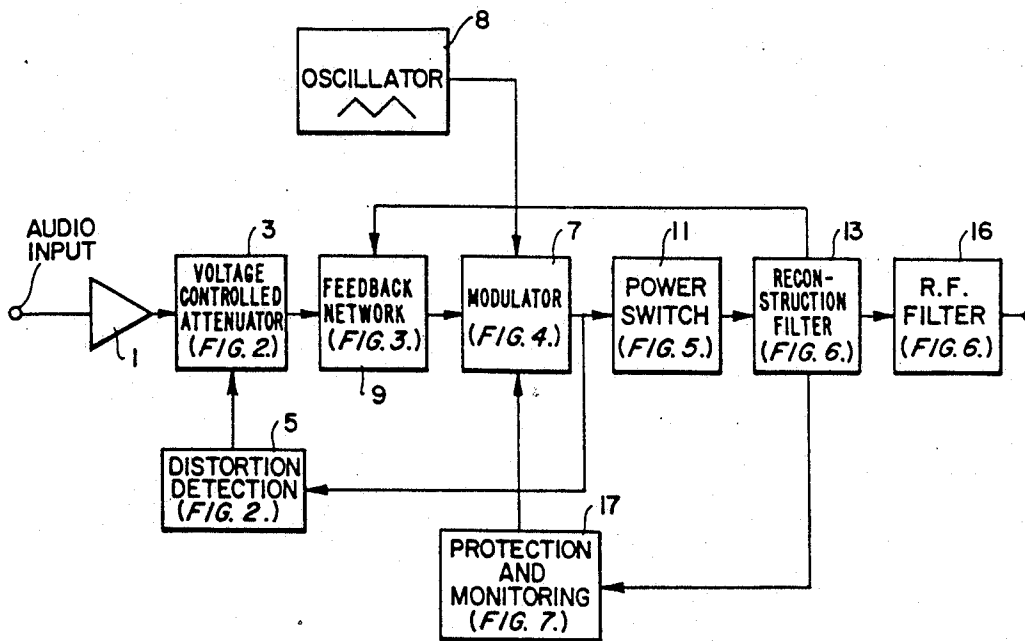 8
OSCILLATOR
AUDIO
INPUT
1
3
VOLTAGE
CONTROLLED
ATTENUATOR
(FIG. 2.)
FEEDBACK
NETWORK
(FIG. 3.)
9
7
MODULATOR
(FIG. 4.)
11
POWER
SWITCH
(FIG. 5.)
13
RECON-
STRUCTION
FILTER
(FIG. 6.)
16
R.F.
FILTER
(FIG. 6.)
5
DISTORTION
DETECTION
(FIG. 2.)
17
PROTECTION
AND
MONITORING
(FIG. 7.)